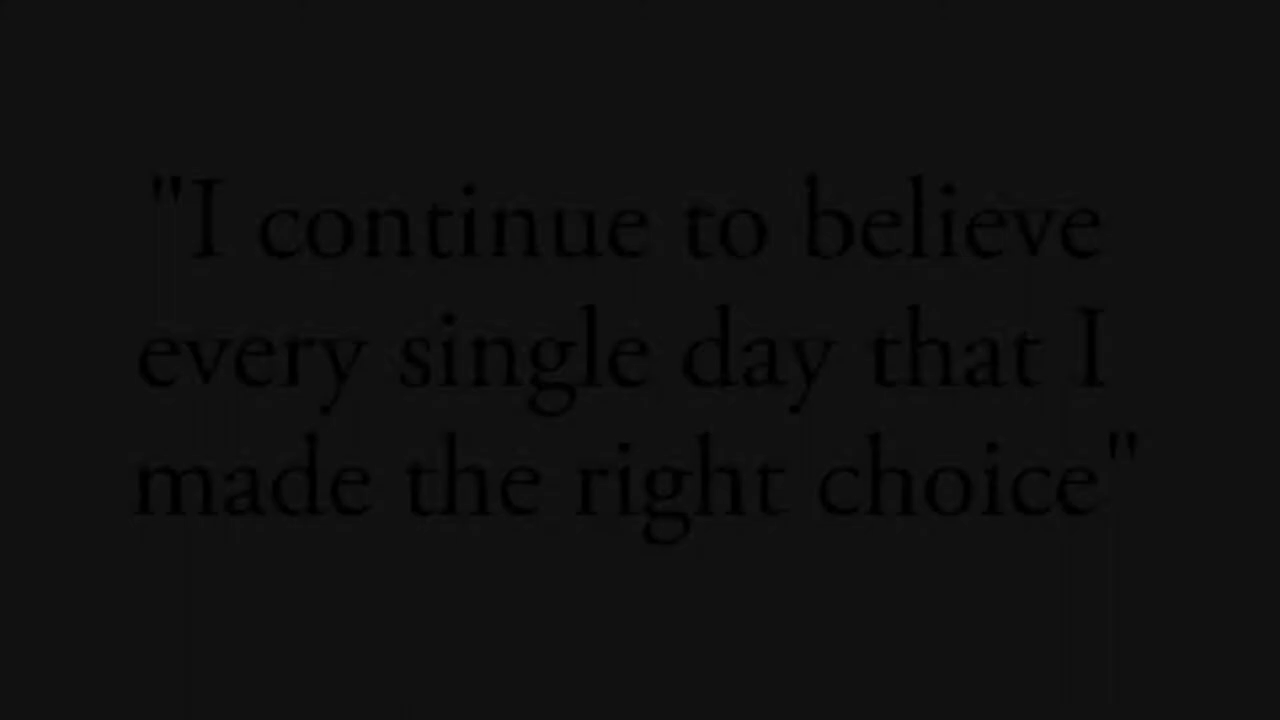 "I continue to believe
every single day that I
made the right choice"